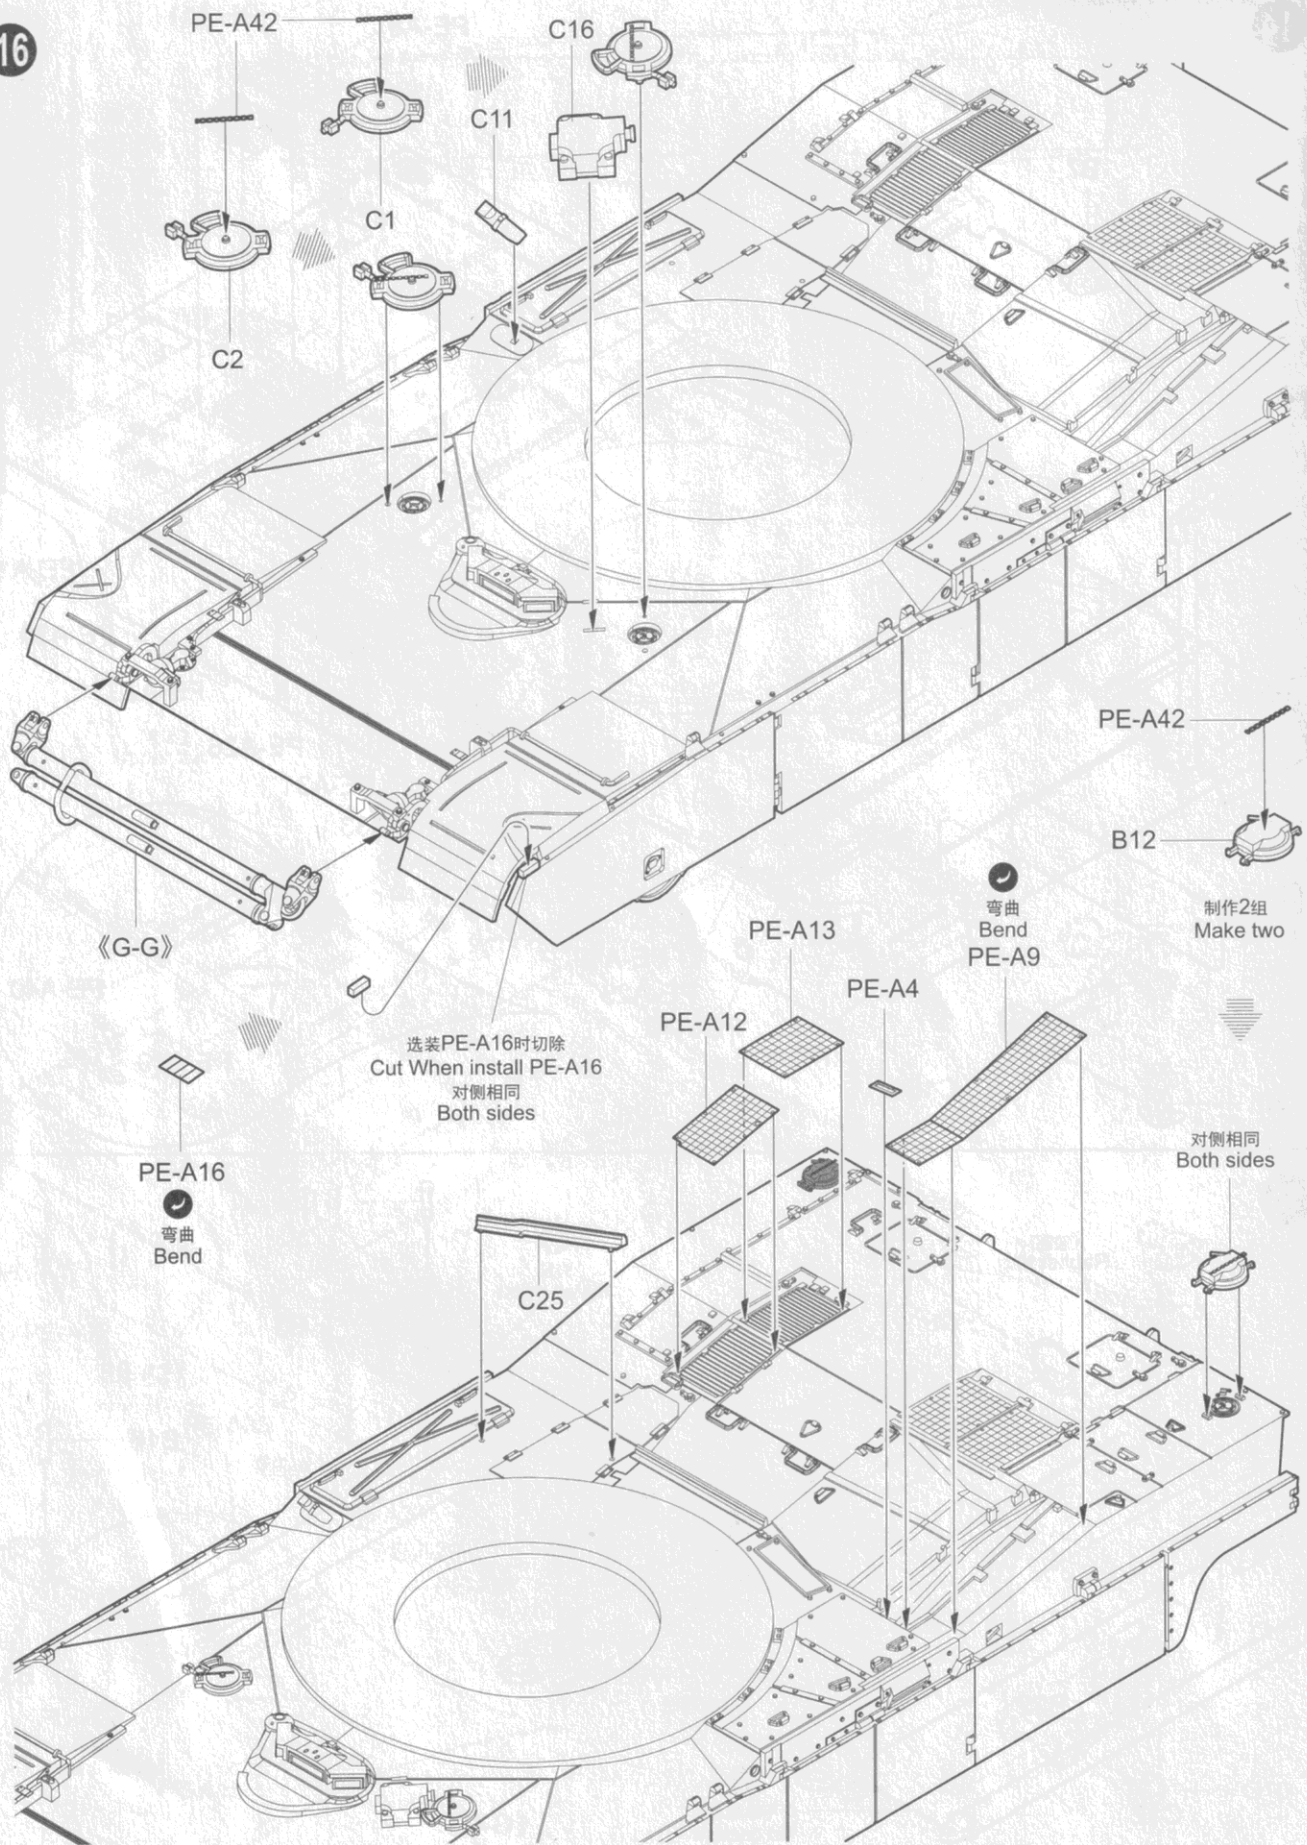 16
PE-A42
C16
C11
C1
C2
PE-A42
B12
制作2组
Make two
《G-G》
弯曲
Bend
PE-A9
PE-A13
PE-A4
PE-A12
选装PE-A16时切除
Cut When install PE-A16
对侧相同
Both sides
PE-A16
弯曲
Bend
对侧相同
Both sides
C25